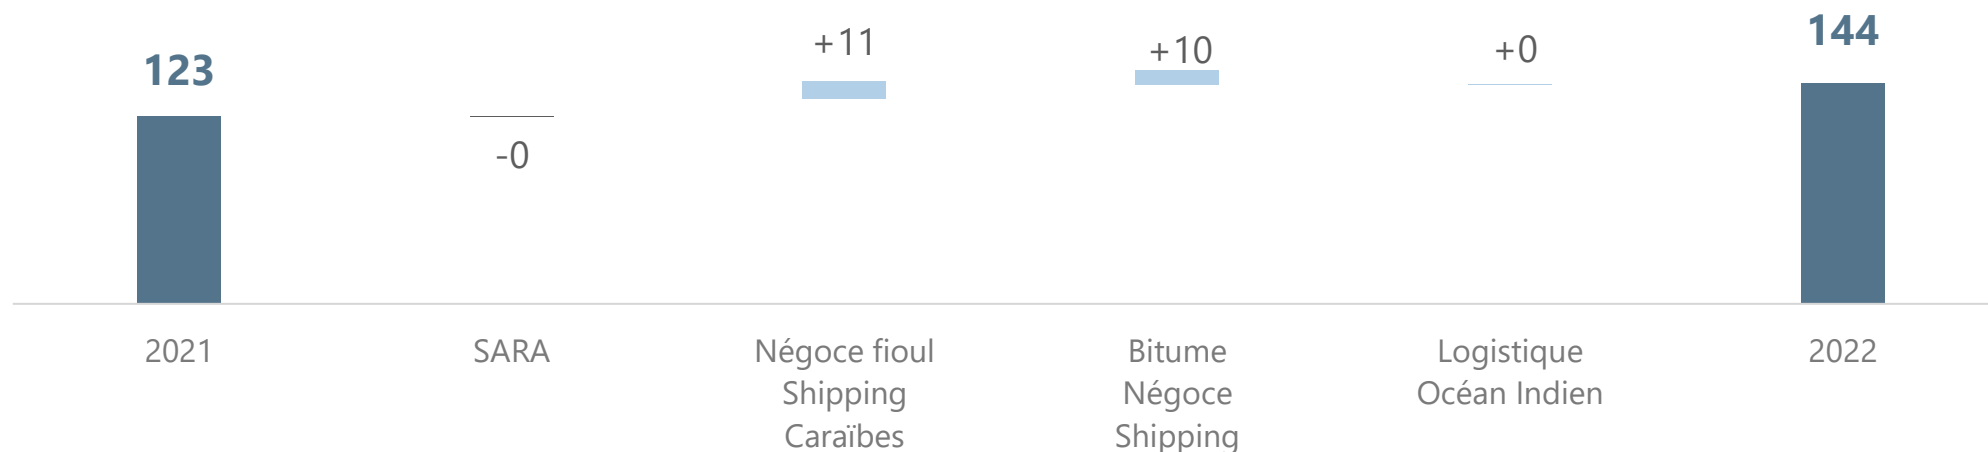 123
-0
+11
+10
+0
144
2021
SARA
Négoce fioul
Shipping
Caraïbes
Bitume
Négoce
Shipping
Logistique
Océan Indien
2022